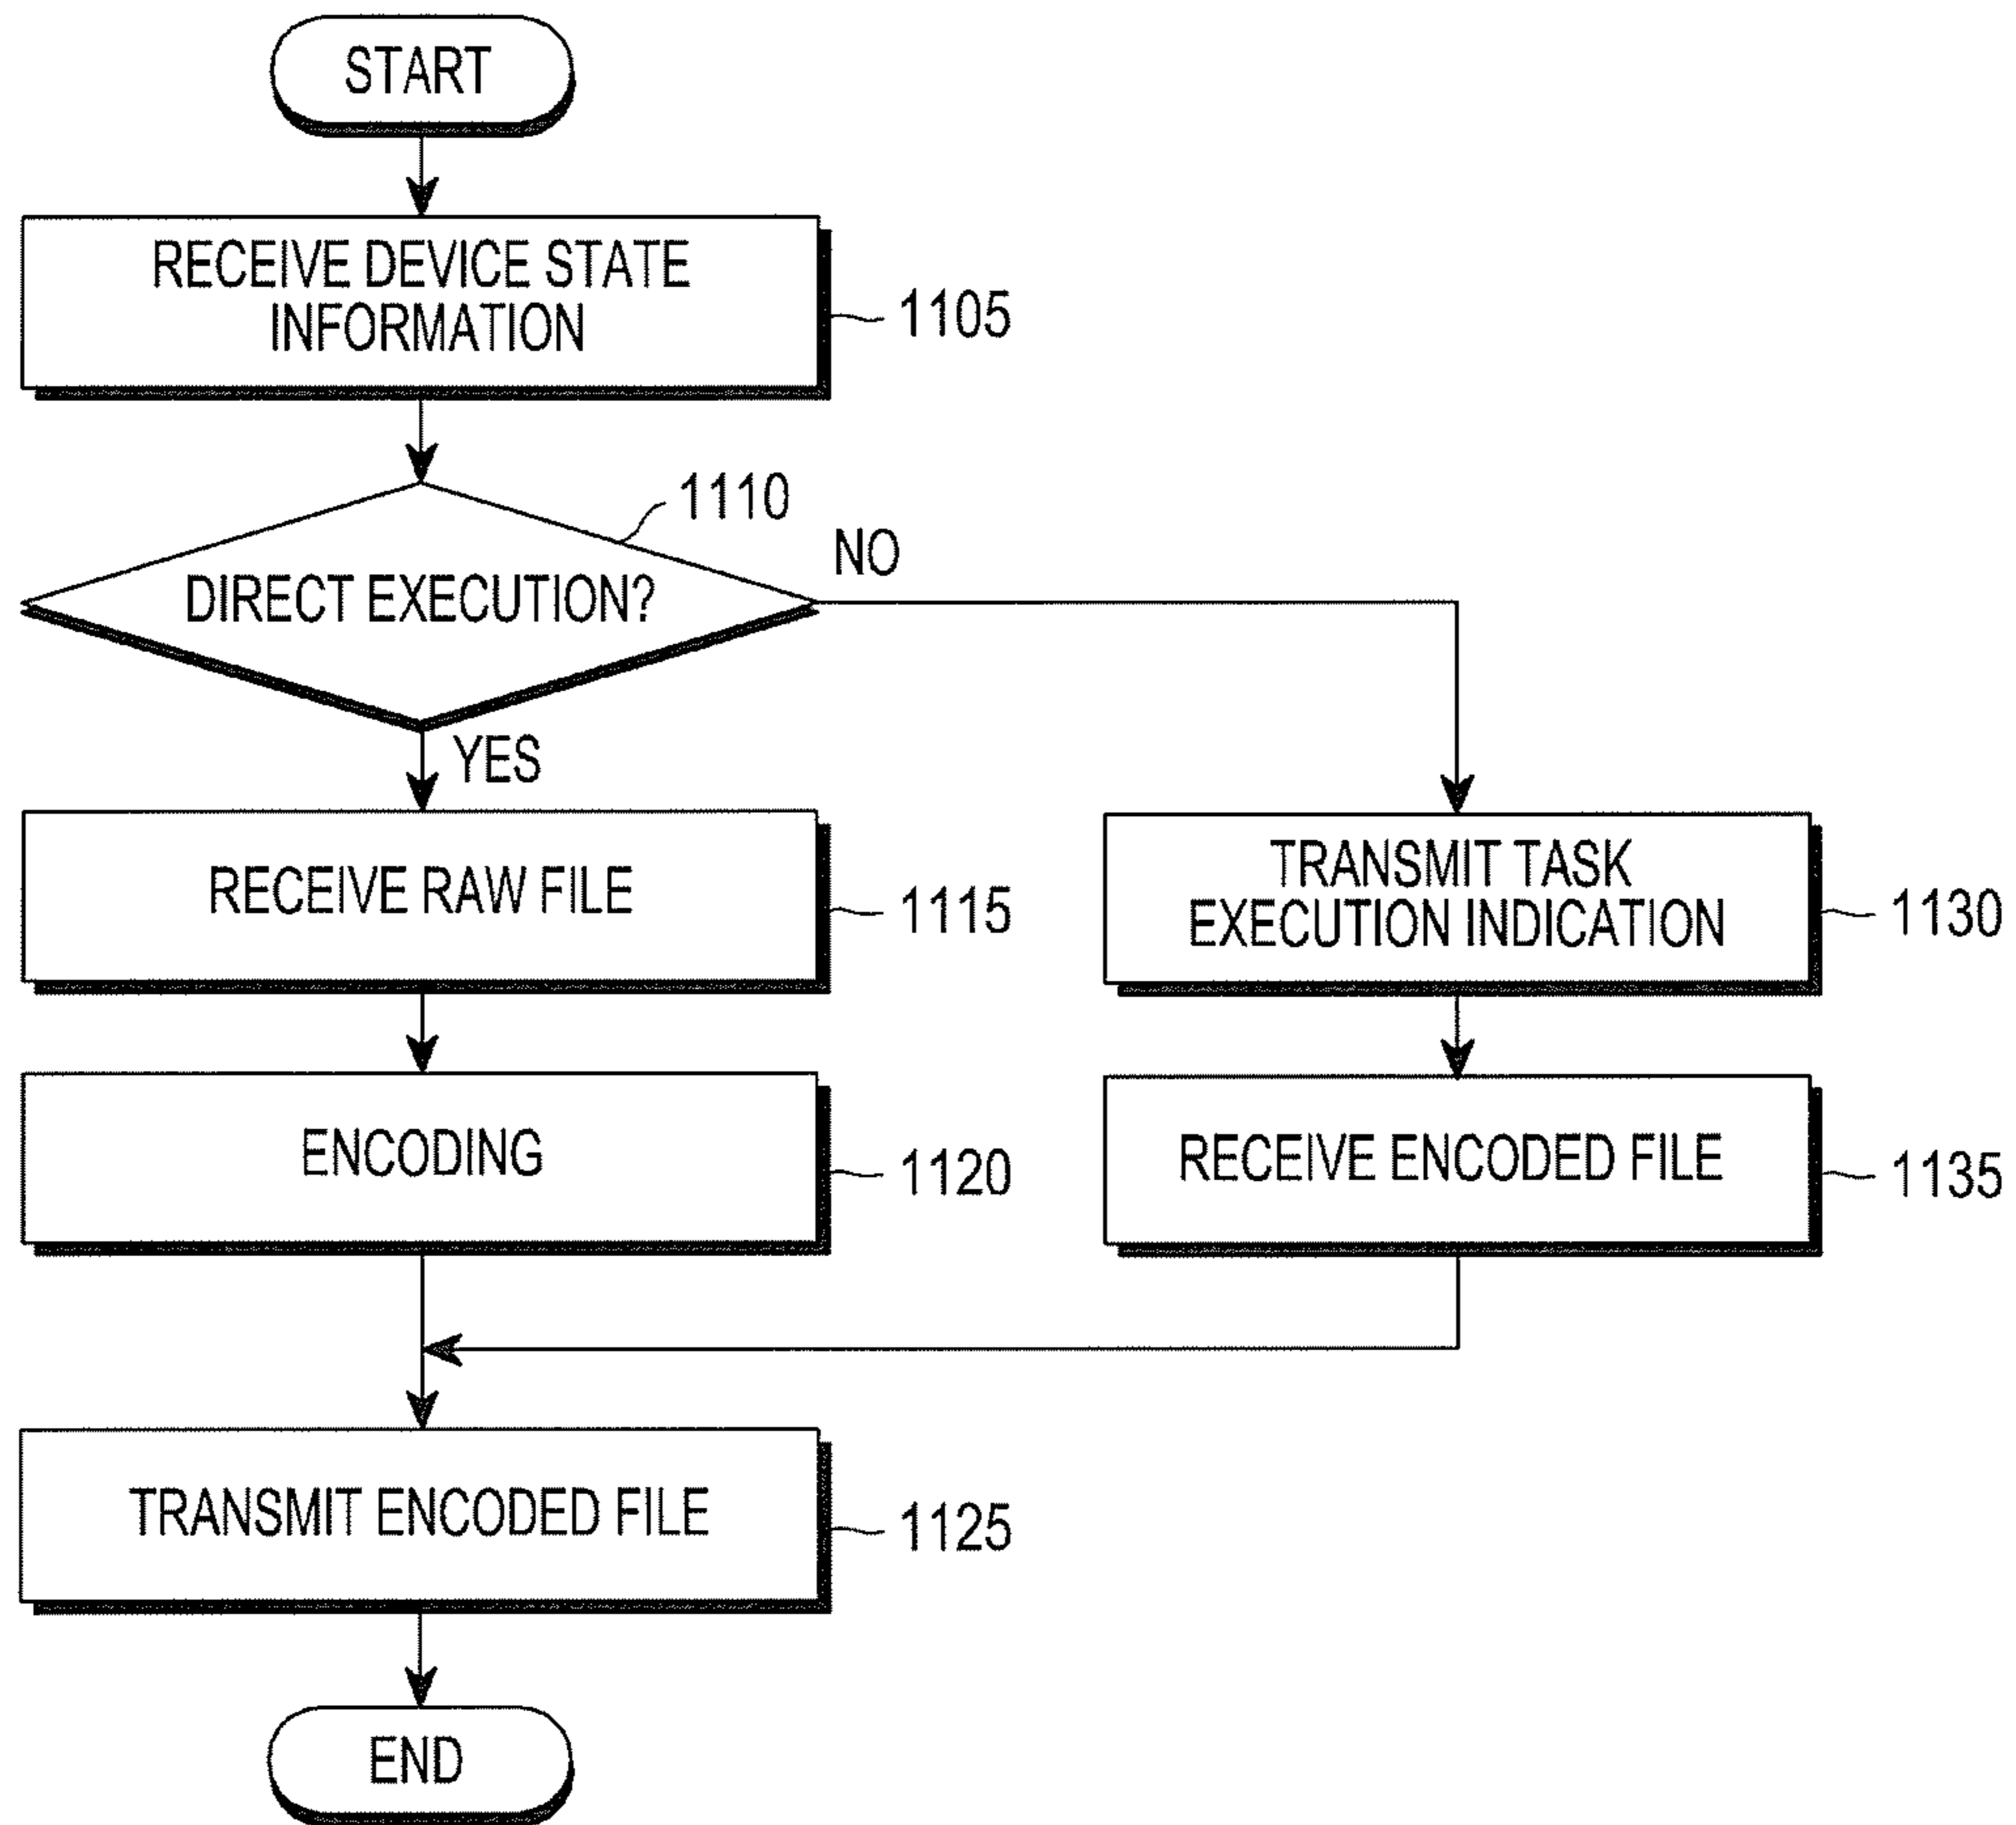 START
RECEIVE DEVICE STATE
INFORMATION
1105
1110
DIRECT EXECUTION?
NO
YES
RECEIVE RAW FILE
1115
TRANSMIT TASK
EXECUTION INDICATION
1130
ENCODING
1120
RECEIVE ENCODED FILE
1135
TRANSMIT ENCODED FILE
1125
END